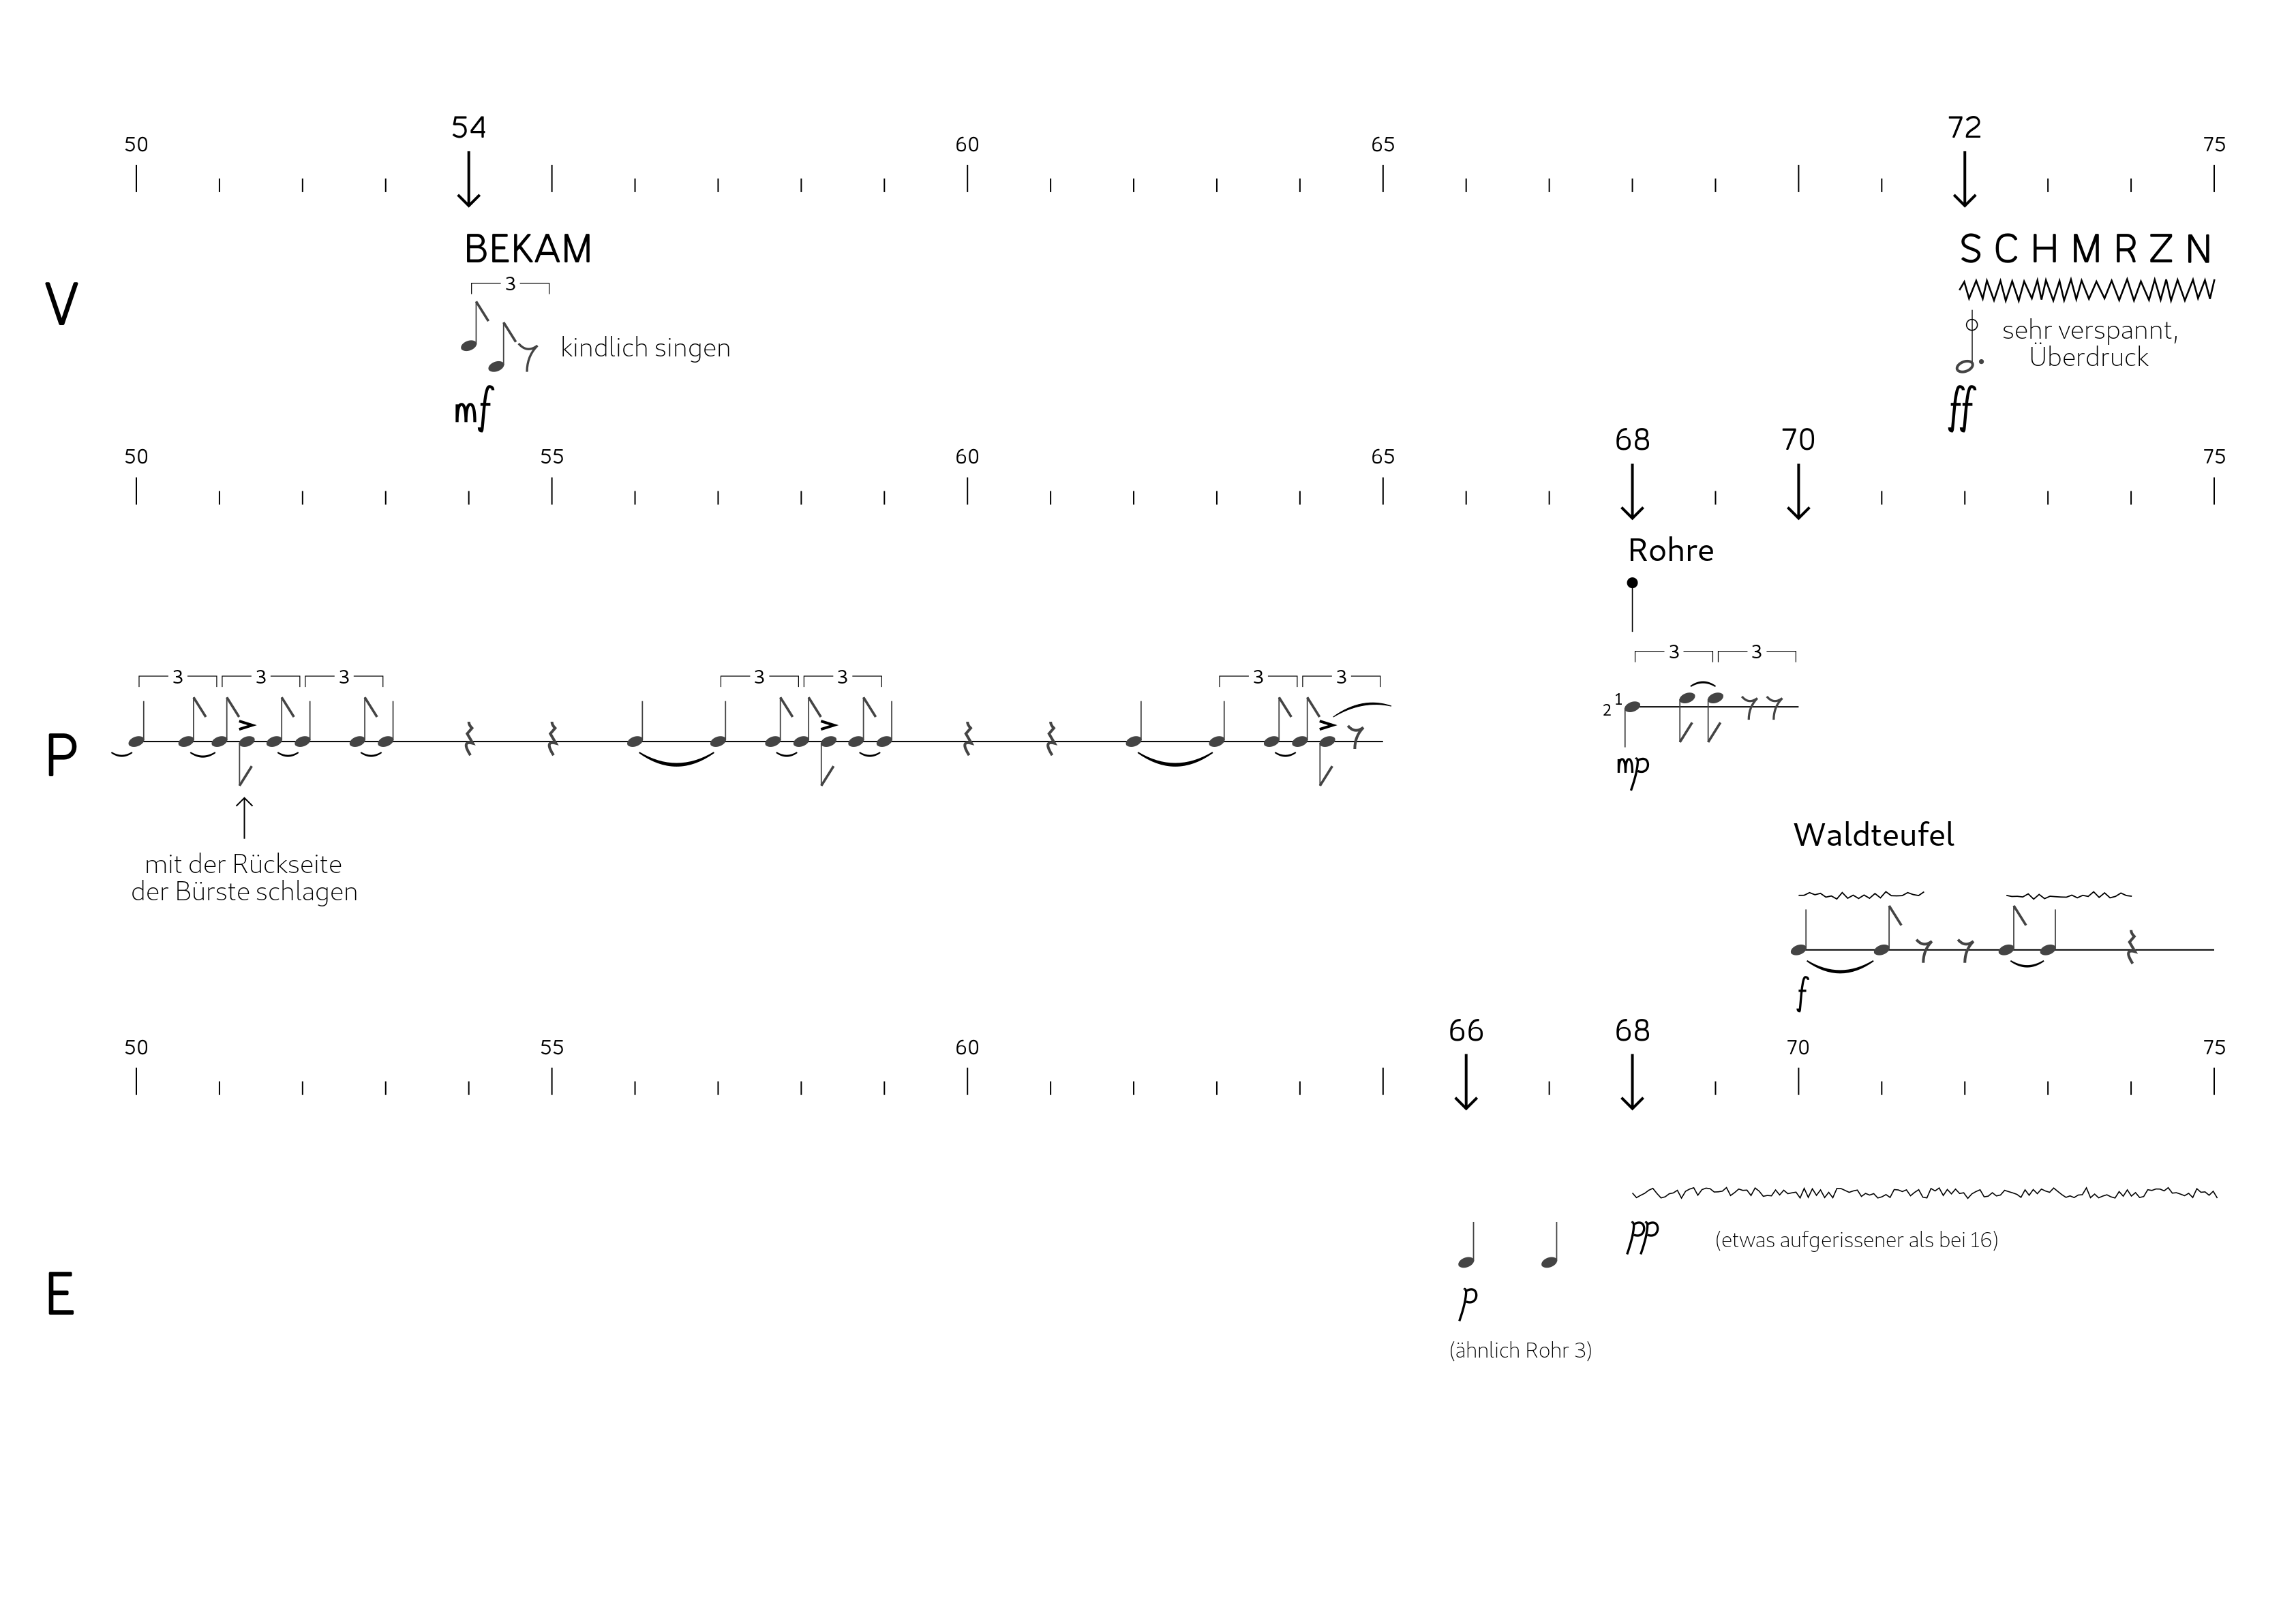 54 72
50 60 65 75
BEKAM SCHMRZN
V
3
kindlich singen
sehr verspannt,
Überdruck
mf ff
68 70
50 55 60 65 75
Rohre
3 3
P
3 3 3 3 3 3 3
1
2
mp
mit der Rückseite
der Bürste schlagen
Waldteufel
f
66 68
50 55 60 70 75
E
pp (etwas aufgerissener als bei 16)
p
(ähnlich Rohr 3)